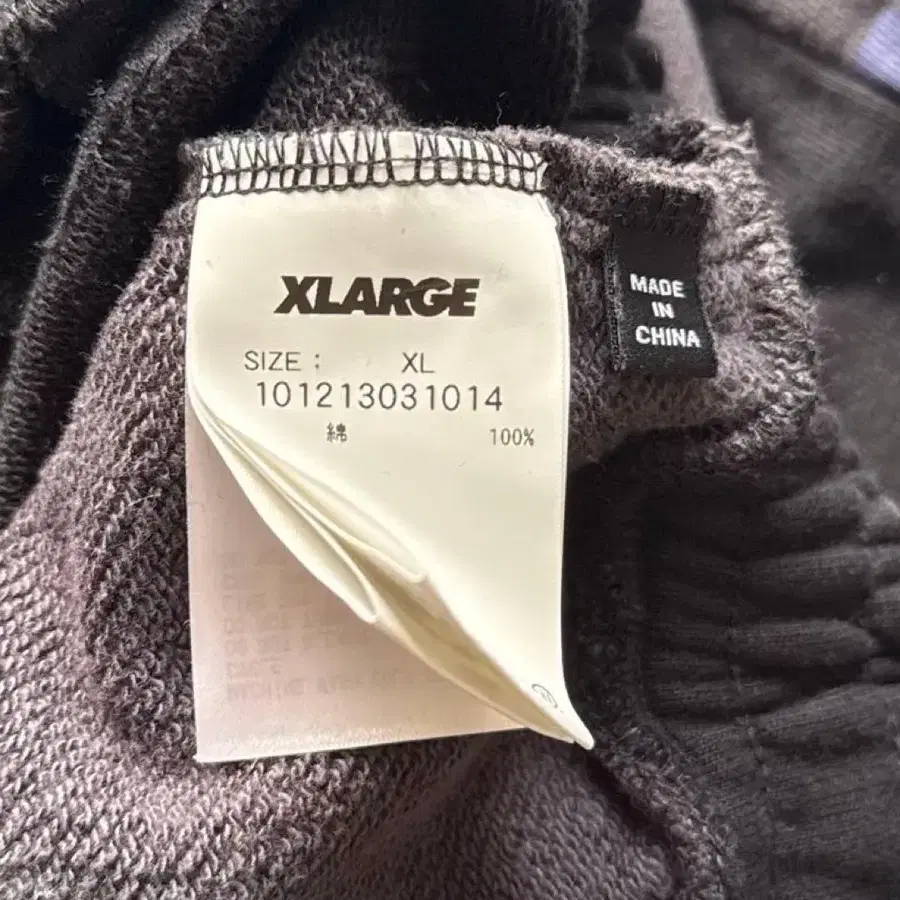 XLARGE
SIZE : XL
101213031014
綿 100%
MADE
IN
CHINA